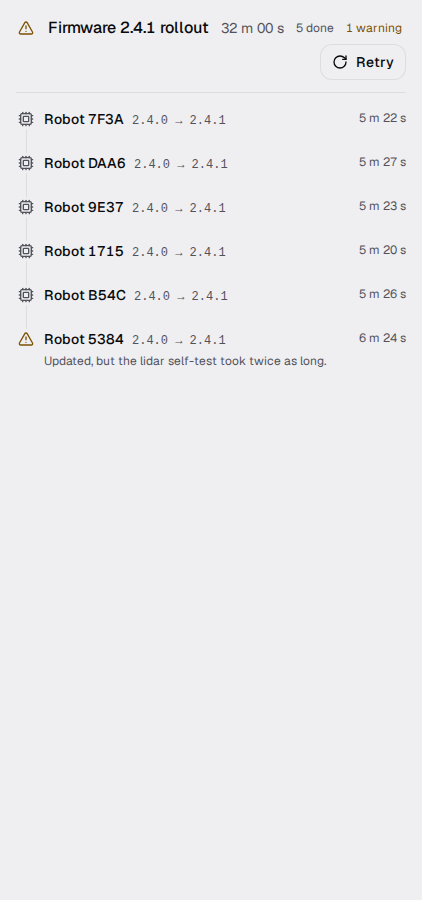 Firmware 2.4.1 rollout 32 m 00 s 5 done 1 warning
Retry
Robot 7F3A 2.4.0 → 2.4.1 5 m 22 s
Robot DAA6 2.4.0 → 2.4.1 5 m 27 s
Robot 9E37 2.4.0 → 2.4.1 5 m 23 s
Robot 1715 2.4.0 → 2.4.1 5 m 20 s
Robot B54C 2.4.0 → 2.4.1 5 m 26 s
Robot 5384 2.4.0 → 2.4.1 6 m 24 s
Updated, but the lidar self-test took twice as long.